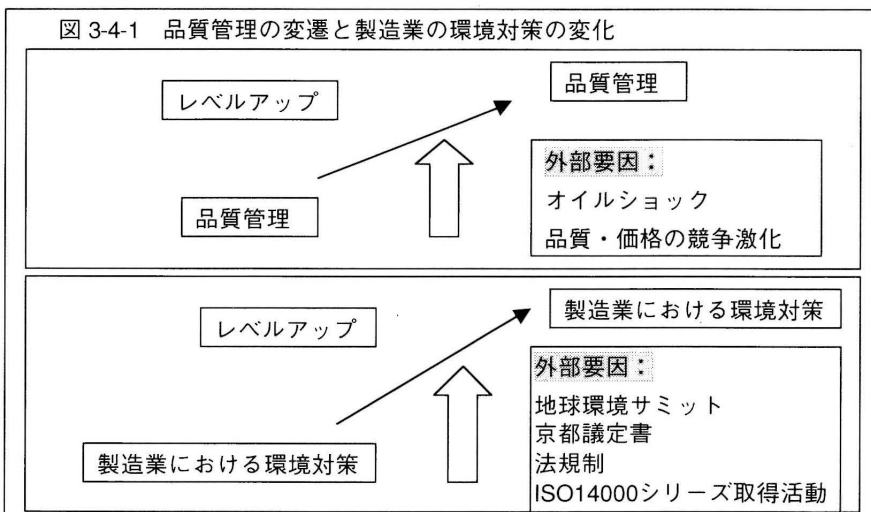 図 3-4-1 品質管理の変遷と製造業の環境対策の変化
レベルアップ
品質管理
品質管理
外部要因：
オイルショック
品質・価格の競争激化
レベルアップ
製造業における環境対策
製造業における環境対策
外部要因：
地球環境サミット
京都議定書
法規制
ISO14000シリーズ取得活動